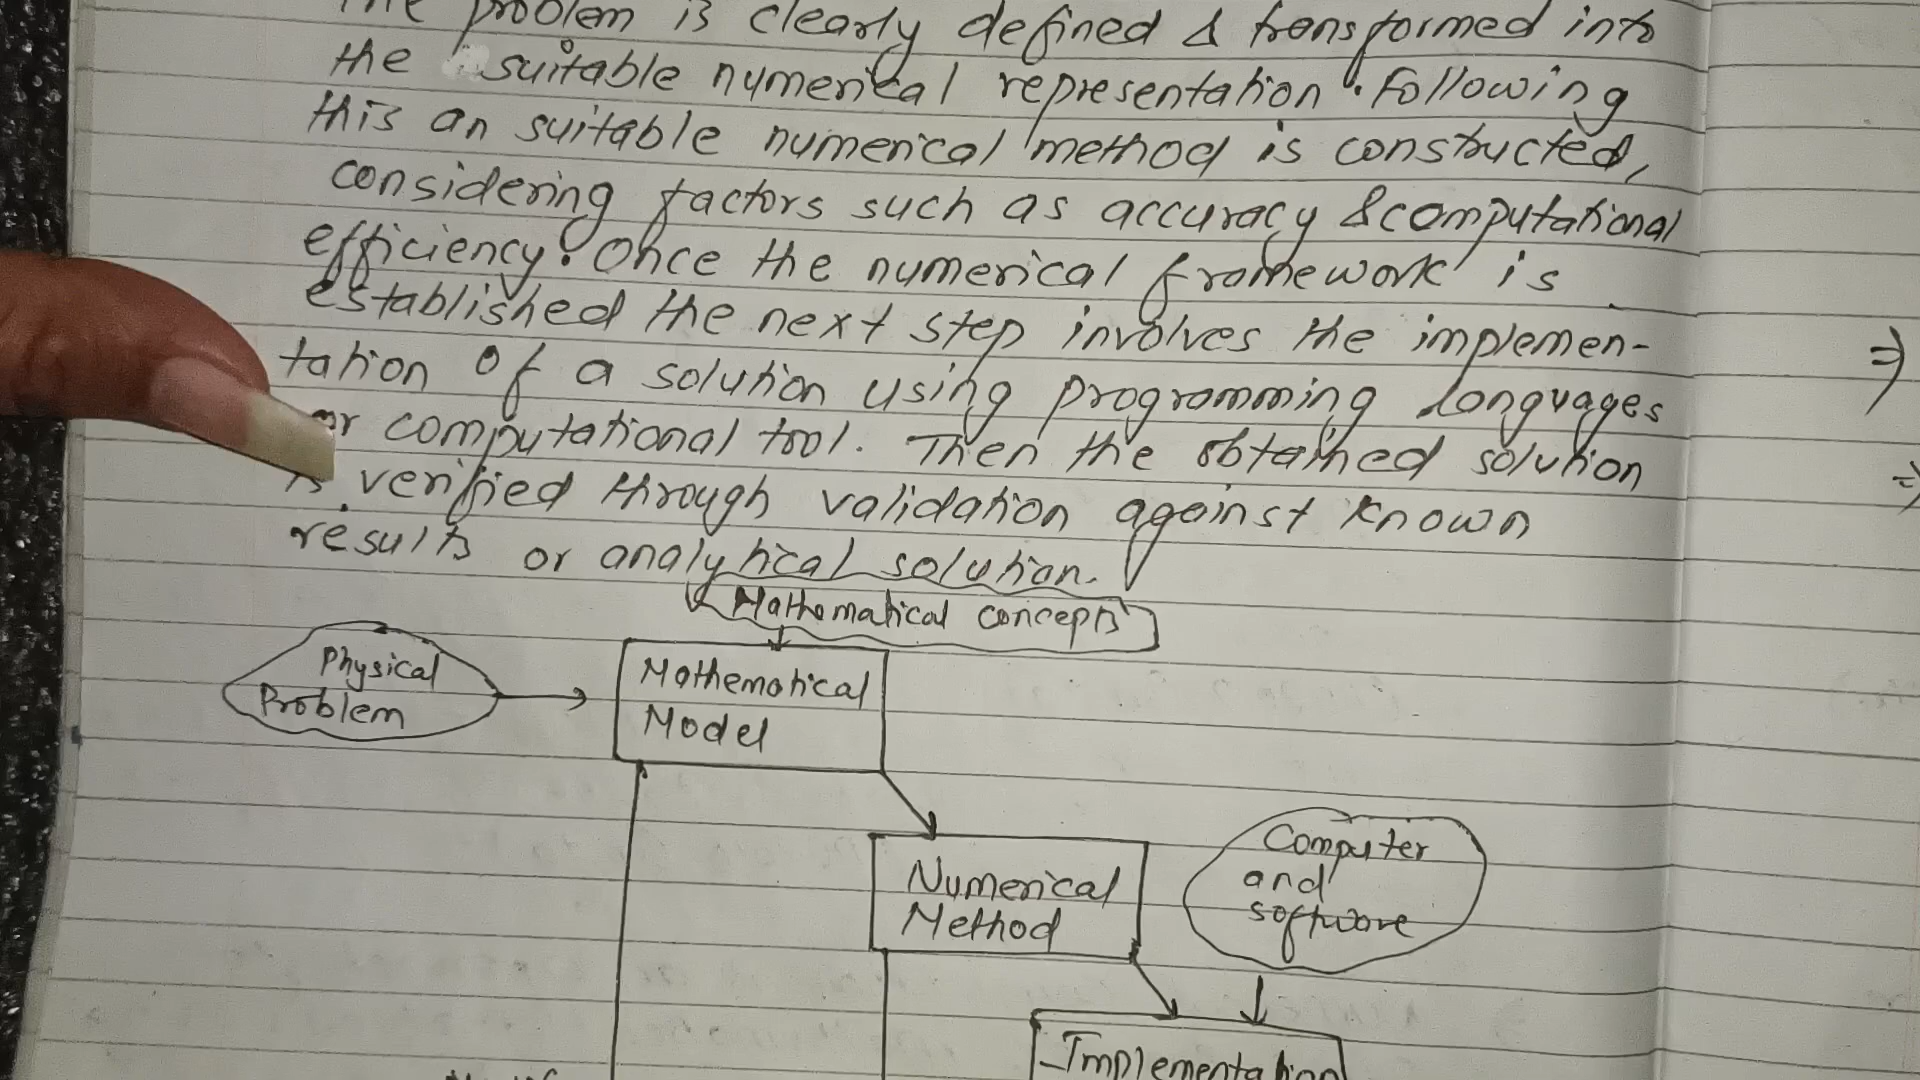 The problem is clearly defined & transformed into
the suitable numerical representation. Following
this an suitable numerical method is constructed,
considering factors such as accuracy & computational
efficiency. Once the numerical framework is
established the next step involves the implemen-
tation of a solution using programming languages
or computational tool. Then the obtained solution
is verified through validation against known
results or analytical solution.
Mathematical concepts
Physical
Problem
Mathematical
Model
Numerical
Method
Computer
and
software
Implementation
⇒
⇒